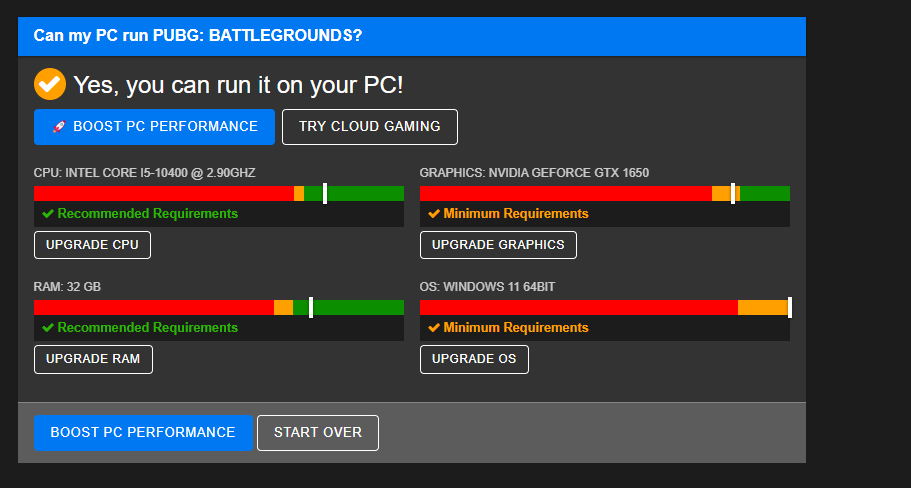 Can my PC run PUBG: BATTLEGROUNDS?
Yes, you can run it on your PC!
BOOST PC PERFORMANCE
TRY CLOUD GAMING
CPU: INTEL CORE I5-10400 @ 2.90GHZ
Recommended Requirements
UPGRADE CPU
GRAPHICS: NVIDIA GEFORCE GTX 1650
Minimum Requirements
UPGRADE GRAPHICS
RAM: 32 GB
Recommended Requirements
UPGRADE RAM
OS: WINDOWS 11 64BIT
Minimum Requirements
UPGRADE OS
BOOST PC PERFORMANCE
START OVER